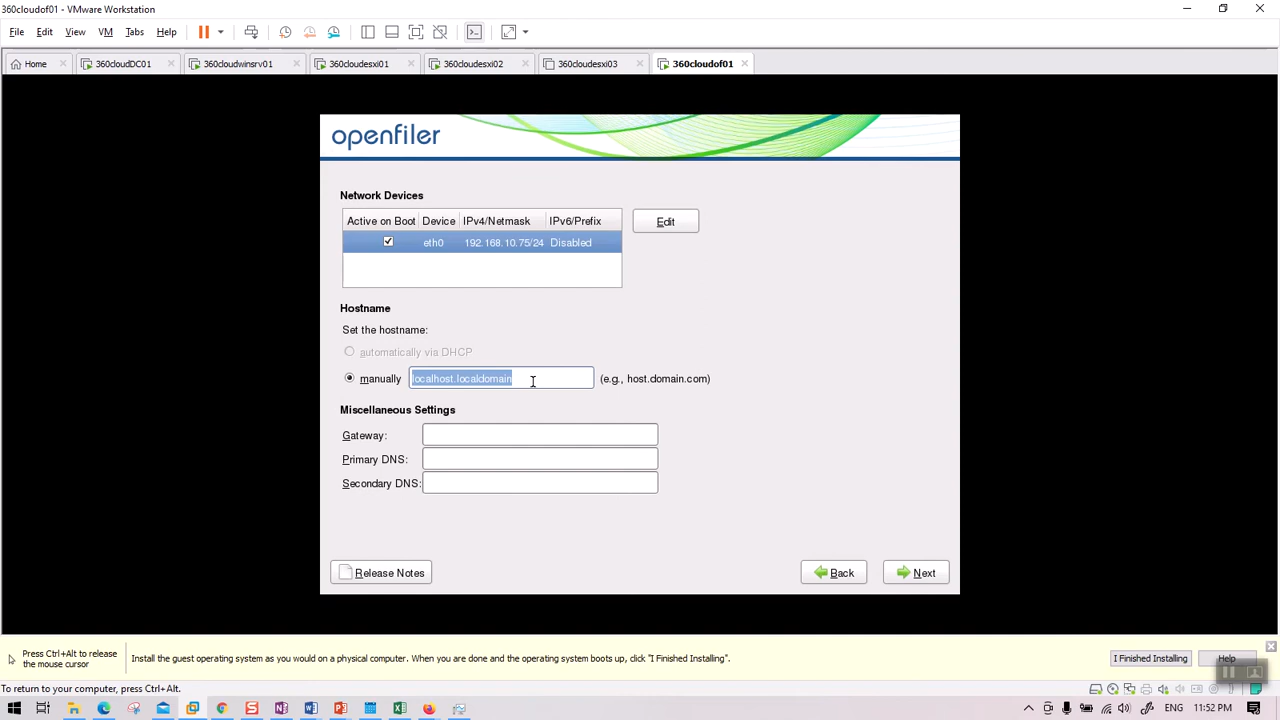 360cloudof01 - VMware Workstation
File Edit View VM Tabs Help
Home 360cloudDC01 360cloudwinsrv01 360cloudesxi01 360cloudesxi02 360cloudesxi03 360cloudof01
openfiler
Network Devices
Active on Boot Device IPv4/Netmask IPv6/Prefix
eth0 192.168.10.75/24 Disabled
Edit
Hostname
Set the hostname:
automatically via DHCP
manually localhost.localdomain (e.g., host.domain.com)
Miscellaneous Settings
Gateway:
Primary DNS:
Secondary DNS:
Release Notes Back Next
Press Ctrl+Alt to release
the mouse cursor
Install the guest operating system as you would on a physical computer. When you are done and the operating system boots up, click "I Finished Installing".
I Finished Installing Help
To return to your computer, press Ctrl+Alt.
ENG 11:52 PM